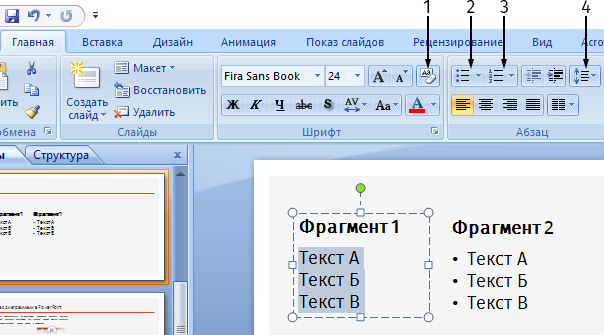 1 2 3 4
Главная Вставка Дизайн Анимация Показ слайдов Рецензирование Вид Acro
Макет
Fira Sans Book 24
Восстановить
Создать слайд
Удалить
Ж К Ч abc S AV Aa А
обмена Слайды Шрифт Абзац
Структура x
Фрагмент 1 Фрагмент 2
Текст А • Текст А
Текст Б • Текст Б
Текст В • Текст В